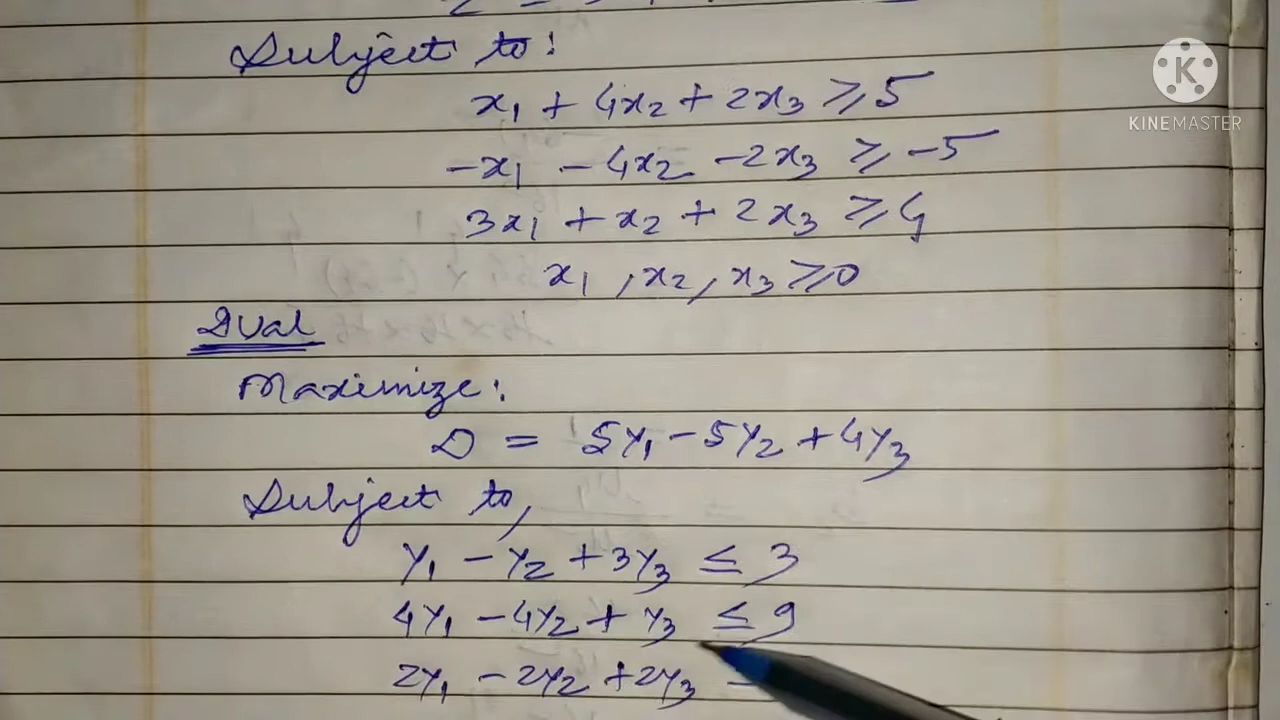 Subject to:
x₁ + 4x₂ + 2x₃ ≥ 5
-x₁ - 4x₂ - 2x₃ ≥ -5
3x₁ + x₂ + 2x₃ ≥ 4
x₁, x₂, x₃ ≥ 0
Dual
Maximize:
D = 5y₁ - 5y₂ + 4y₃
Subject to,
y₁ - y₂ + 3y₃ ≤ 3
4y₁ - 4y₂ + y₃ ≤ 9
2y₁ - 2y₂ + 2y₃
K
KINEMASTER